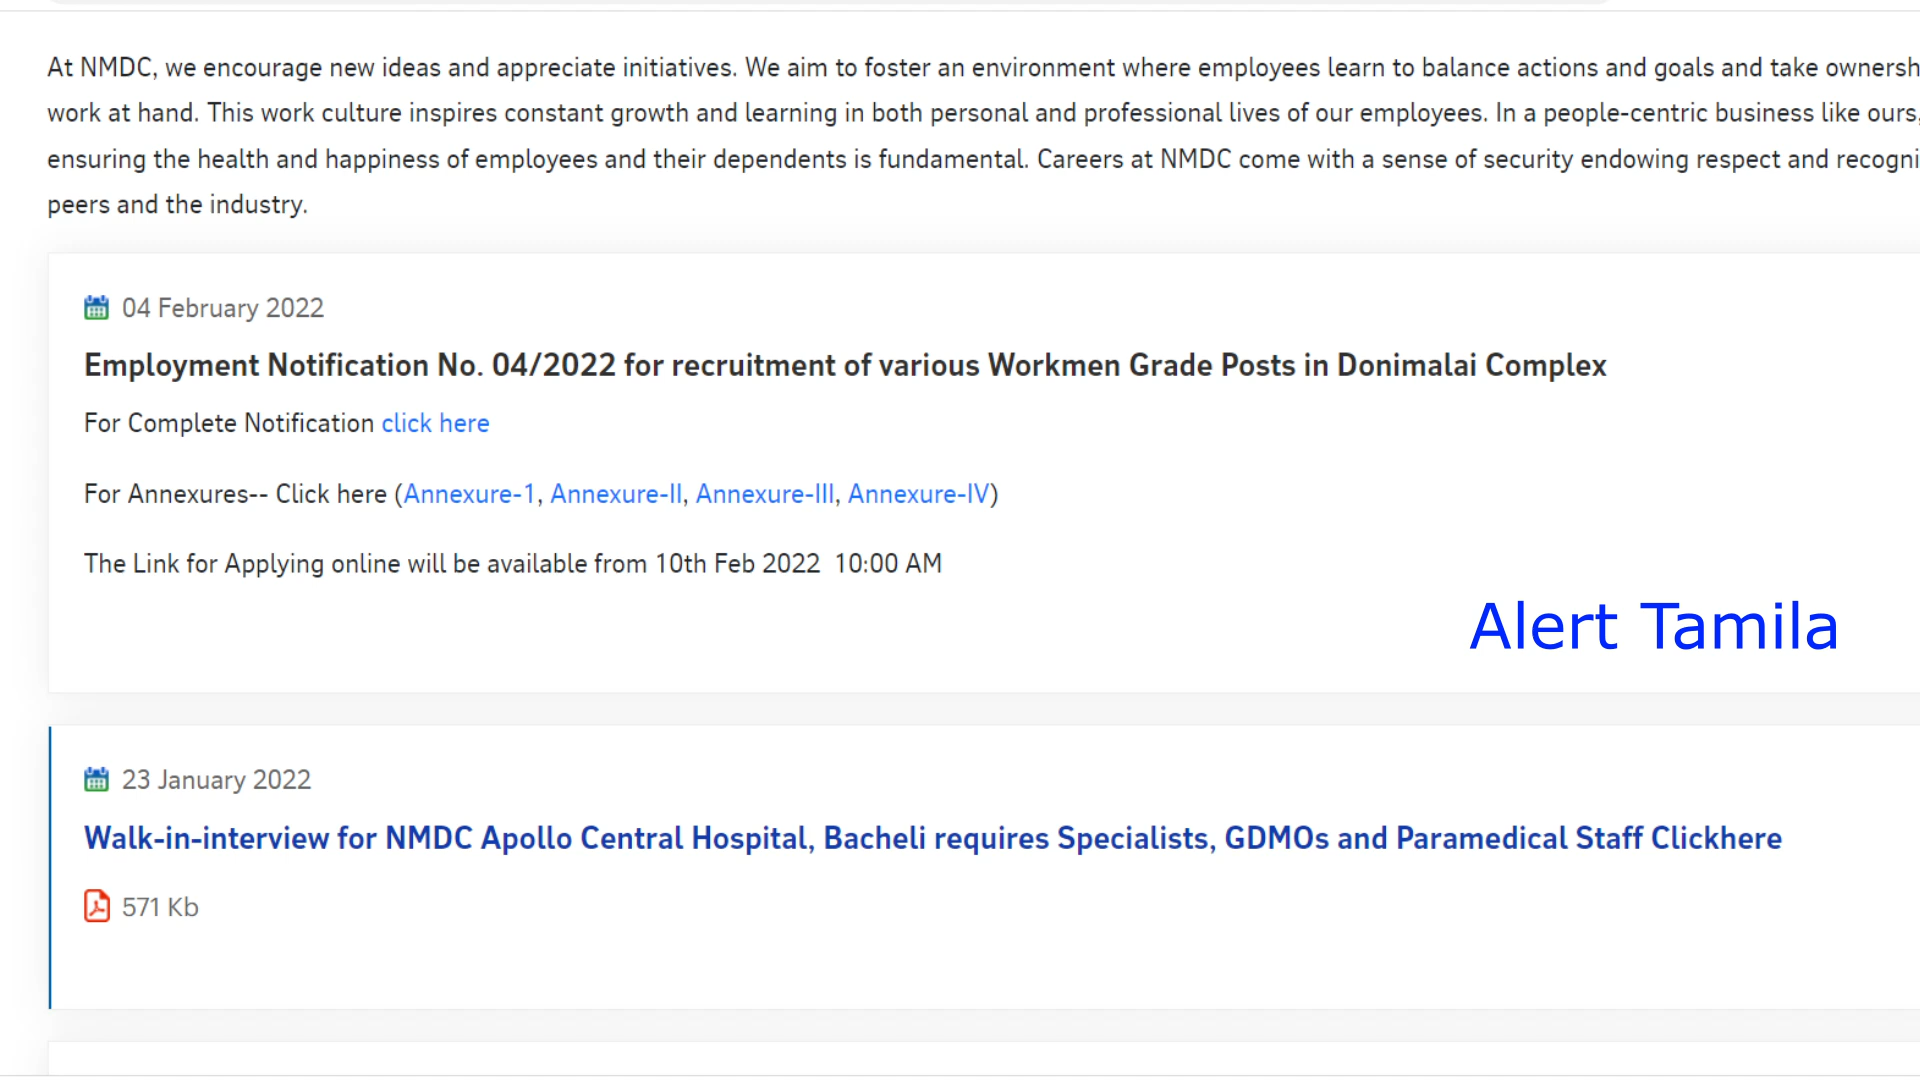 At NMDC, we encourage new ideas and appreciate initiatives. We aim to foster an environment where employees learn to balance actions and goals and take
work at hand. This work culture inspires constant growth and learning in both personal and professional lives of our employees. In a people-centric business like ours,
ensuring the health and happiness of employees and their dependents is fundamental. Careers at NMDC come with a sense of security endowing respect and
peers and the industry.
04 February 2022
Employment Notification No. 04/2022 for recruitment of various Workmen Grade Posts in Donimalai Complex
For Complete Notification click here
For Annexures-- Click here (Annexure-1, Annexure-II, Annexure-III, Annexure-IV)
The Link for Applying online will be available from 10th Feb 2022  10:00 AM
Alert Tamila
23 January 2022
Walk-in-interview for NMDC Apollo Central Hospital, Bacheli requires Specialists, GDMOs and Paramedical Staff Clickhere
571 Kb